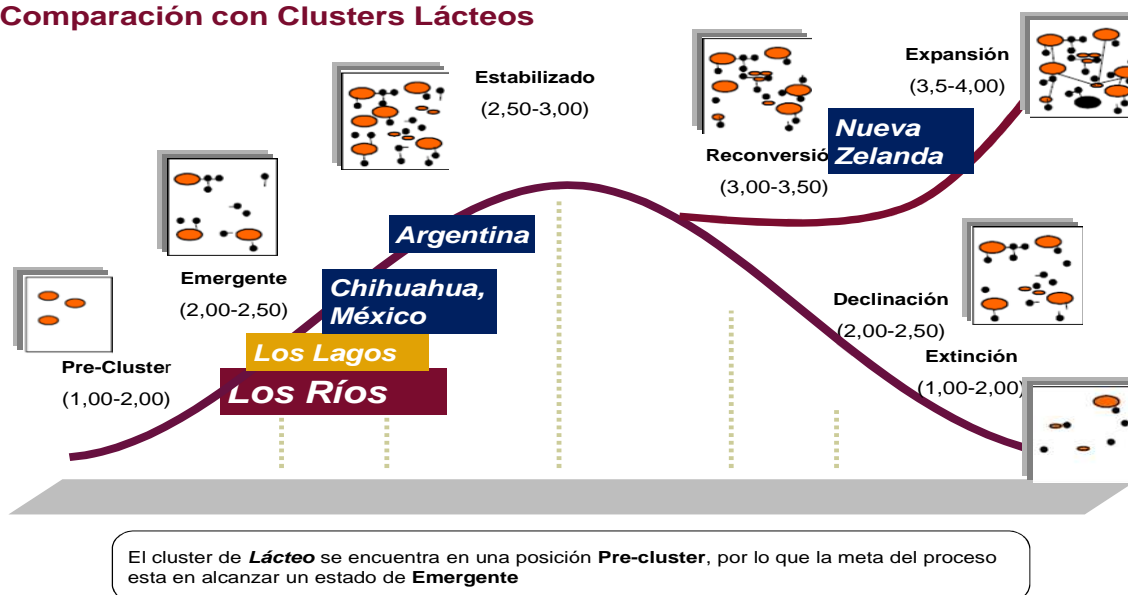 Comparación con Clusters Lácteos
Estabilizado
(2,50-3,00)
Expansión
(3,5-4,00)
Nueva
Zelanda
Reconversió
(3,00-3,50)
Argentina
Emergente
(2,00-2,50)
Chihuahua,
México
Declinación
(2,00-2,50)
Los Lagos
Extinción
(1,00-2,00)
Pre-Cluster
(1,00-2,00)
Los Ríos
El cluster de Lácteo se encuentra en una posición Pre-cluster, por lo que la meta del proceso
esta en alcanzar un estado de Emergente